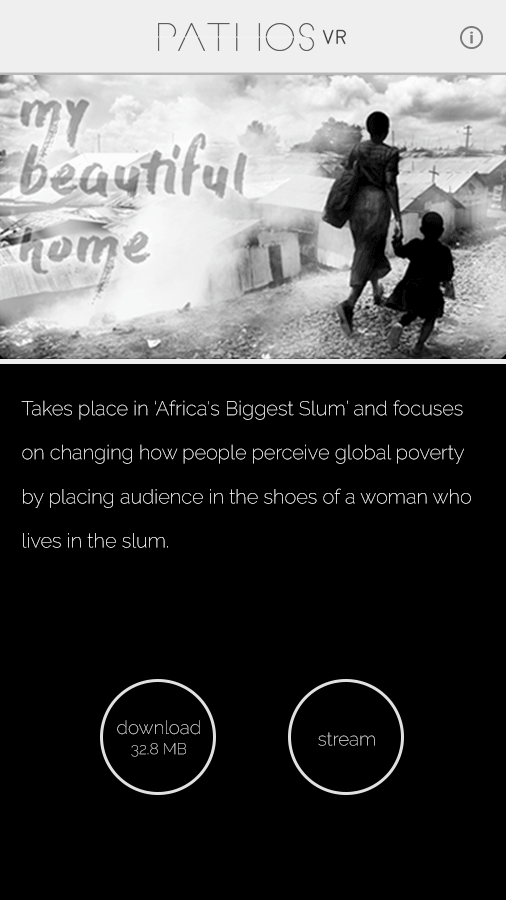 PATHOS VR
my
beautiful
home
Takes place in 'Africa's Biggest Slum' and focuses
on changing how people perceive global poverty
by placing audience in the shoes of a woman who
lives in the slum.
download
32.8 MB
stream